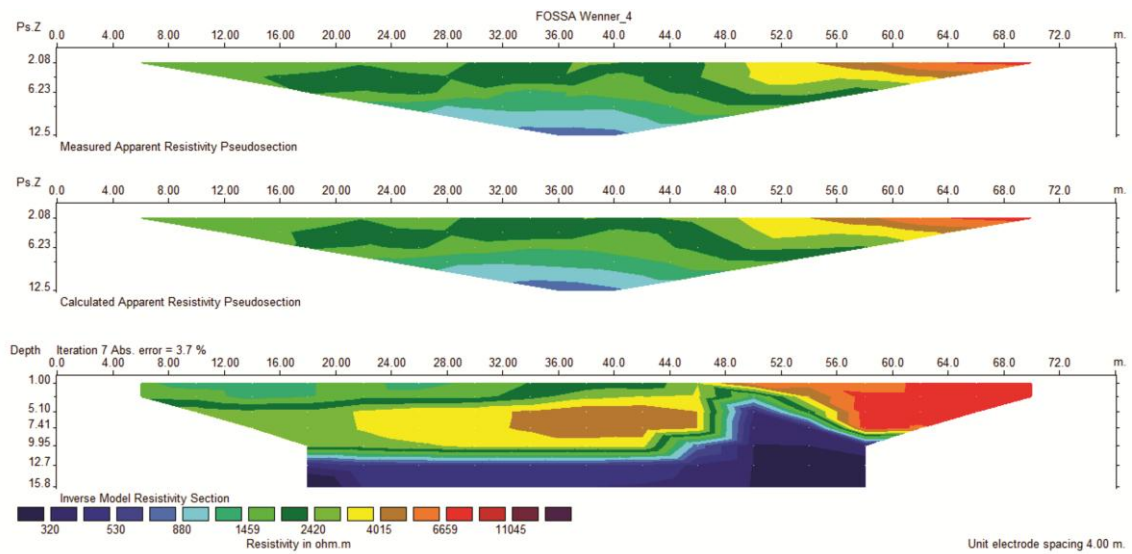 FOSSA Wenner_4
Ps.Z 0.0 4.00 8.00 12.00 16.00 20.00 24.00 28.00 32.00 36.00 40.00 44.0 48.0 52.0 56.0 60.0 64.0 68.0 72.0 m.
2.08
6.23
12.5
Measured Apparent Resistivity Pseudosection
Ps.Z 0.0 4.00 8.00 12.00 16.00 20.00 24.00 28.00 32.00 36.00 40.00 44.0 48.0 52.0 56.0 60.0 64.0 68.0 72.0 m.
2.08
6.23
12.5
Calculated Apparent Resistivity Pseudosection
Depth Iteration 7 Abs. error = 3.7 %
0.0 4.00 8.00 12.00 16.00 20.00 24.00 28.00 32.00 36.00 40.00 44.0 48.0 52.0 56.0 60.0 64.0 68.0 72.0 m.
1.00
5.10
7.41
9.95
12.7
15.8
Inverse Model Resistivity Section
320 530 880 1459 2420 4015 6659 11045
Resistivity in ohm.m
Unit electrode spacing 4.00 m.